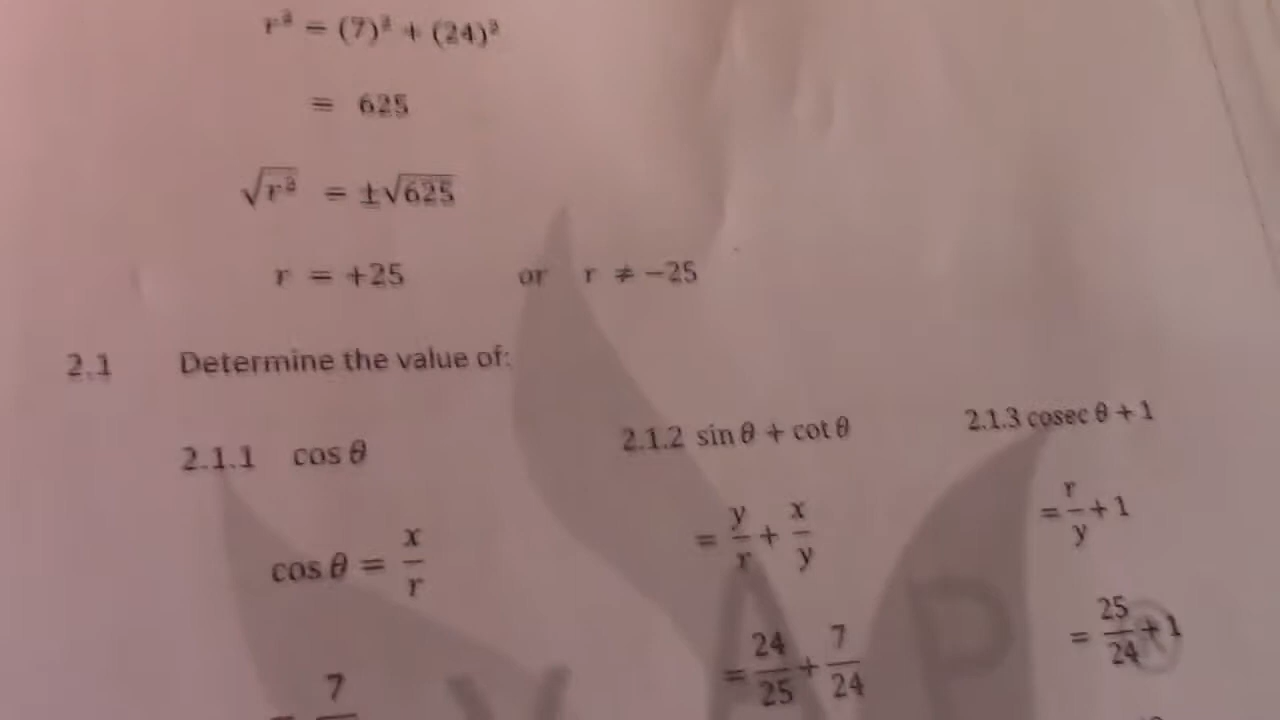 r² = (7)² + (24)²
= 625
√r² = ±√625
r = +25 or r ≠ −25
2.1 Determine the value of:
2.1.1 cos θ
cos θ = x/r
= 7
2.1.2 sin θ + cot θ
= y/r + x/y
= 24/25 + 7/24
2.1.3 cosec θ + 1
= r/y + 1
= 25/24 + 1